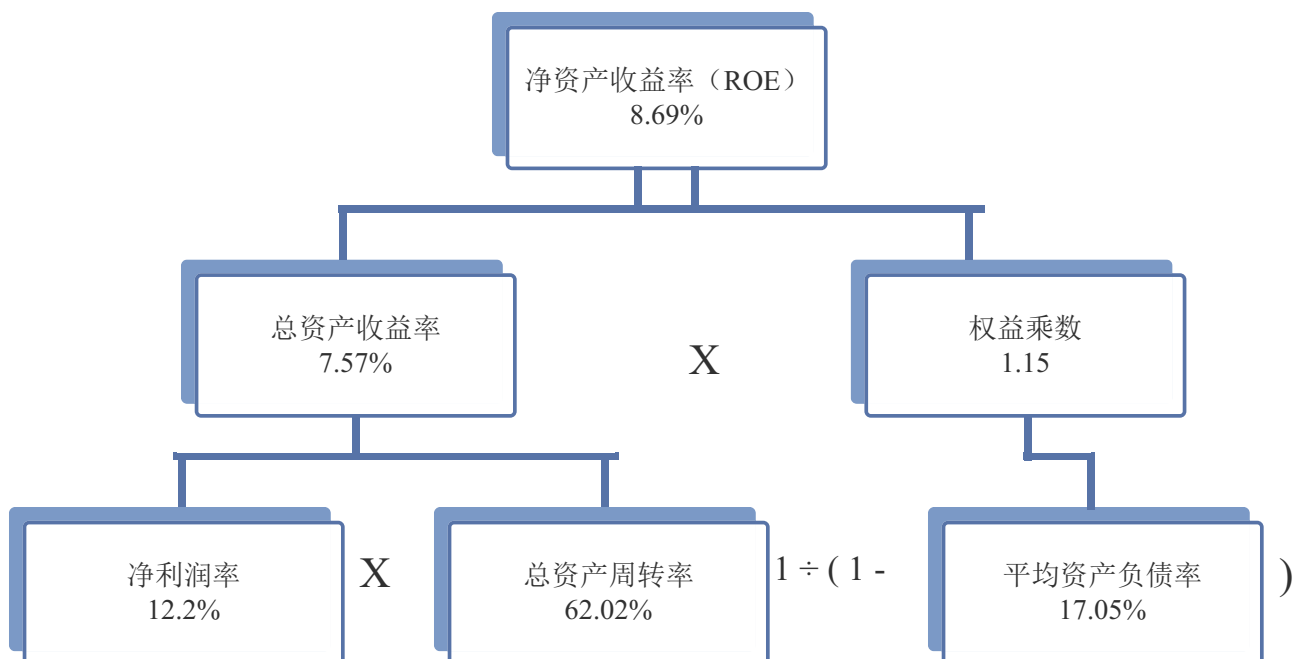 净资产收益率（ROE）
8.69%
总资产收益率
7.57%
X
权益乘数
1.15
净利润率
12.2%
X
总资产周转率
62.02%
1 ÷ ( 1 -
平均资产负债率
17.05%
)